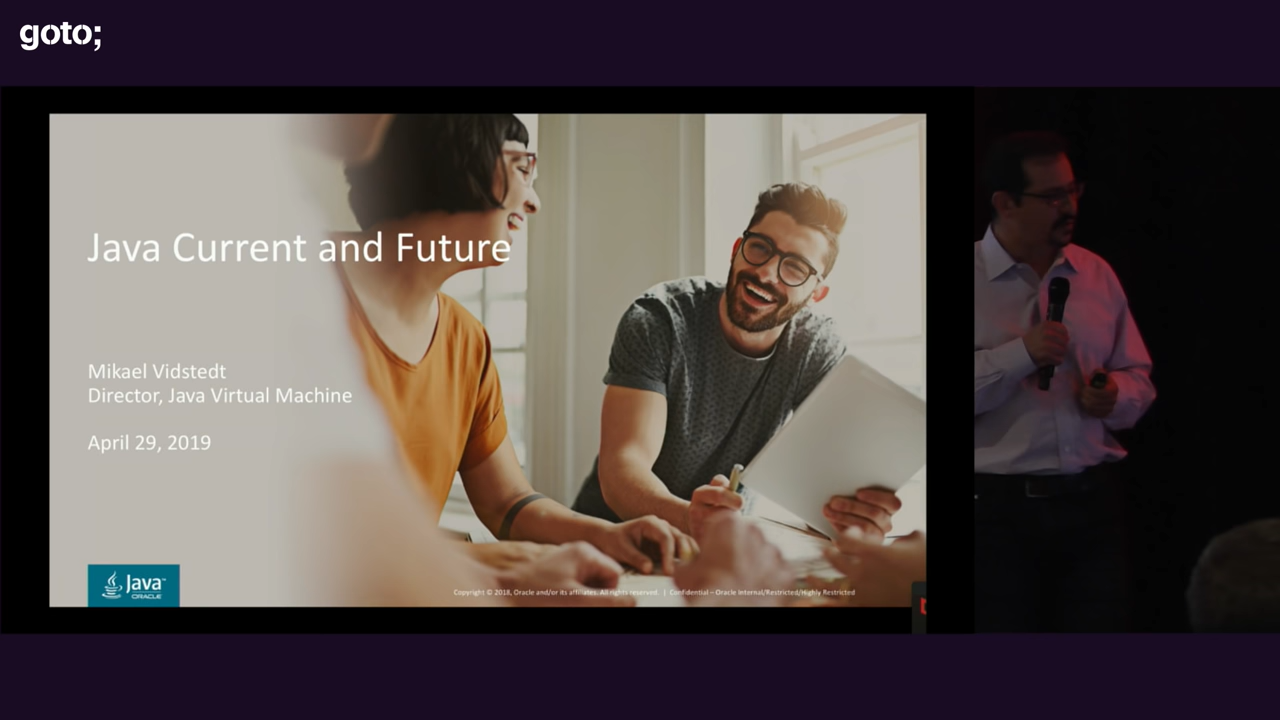 goto;
Java Current and Future
Mikael Vidstedt
Director, Java Virtual Machine
April 29, 2019
Java™
ORACLE
Copyright © 2018, Oracle and/or its affiliates. All rights reserved. | Confidential – Oracle Internal/Restricted/Highly Restricted